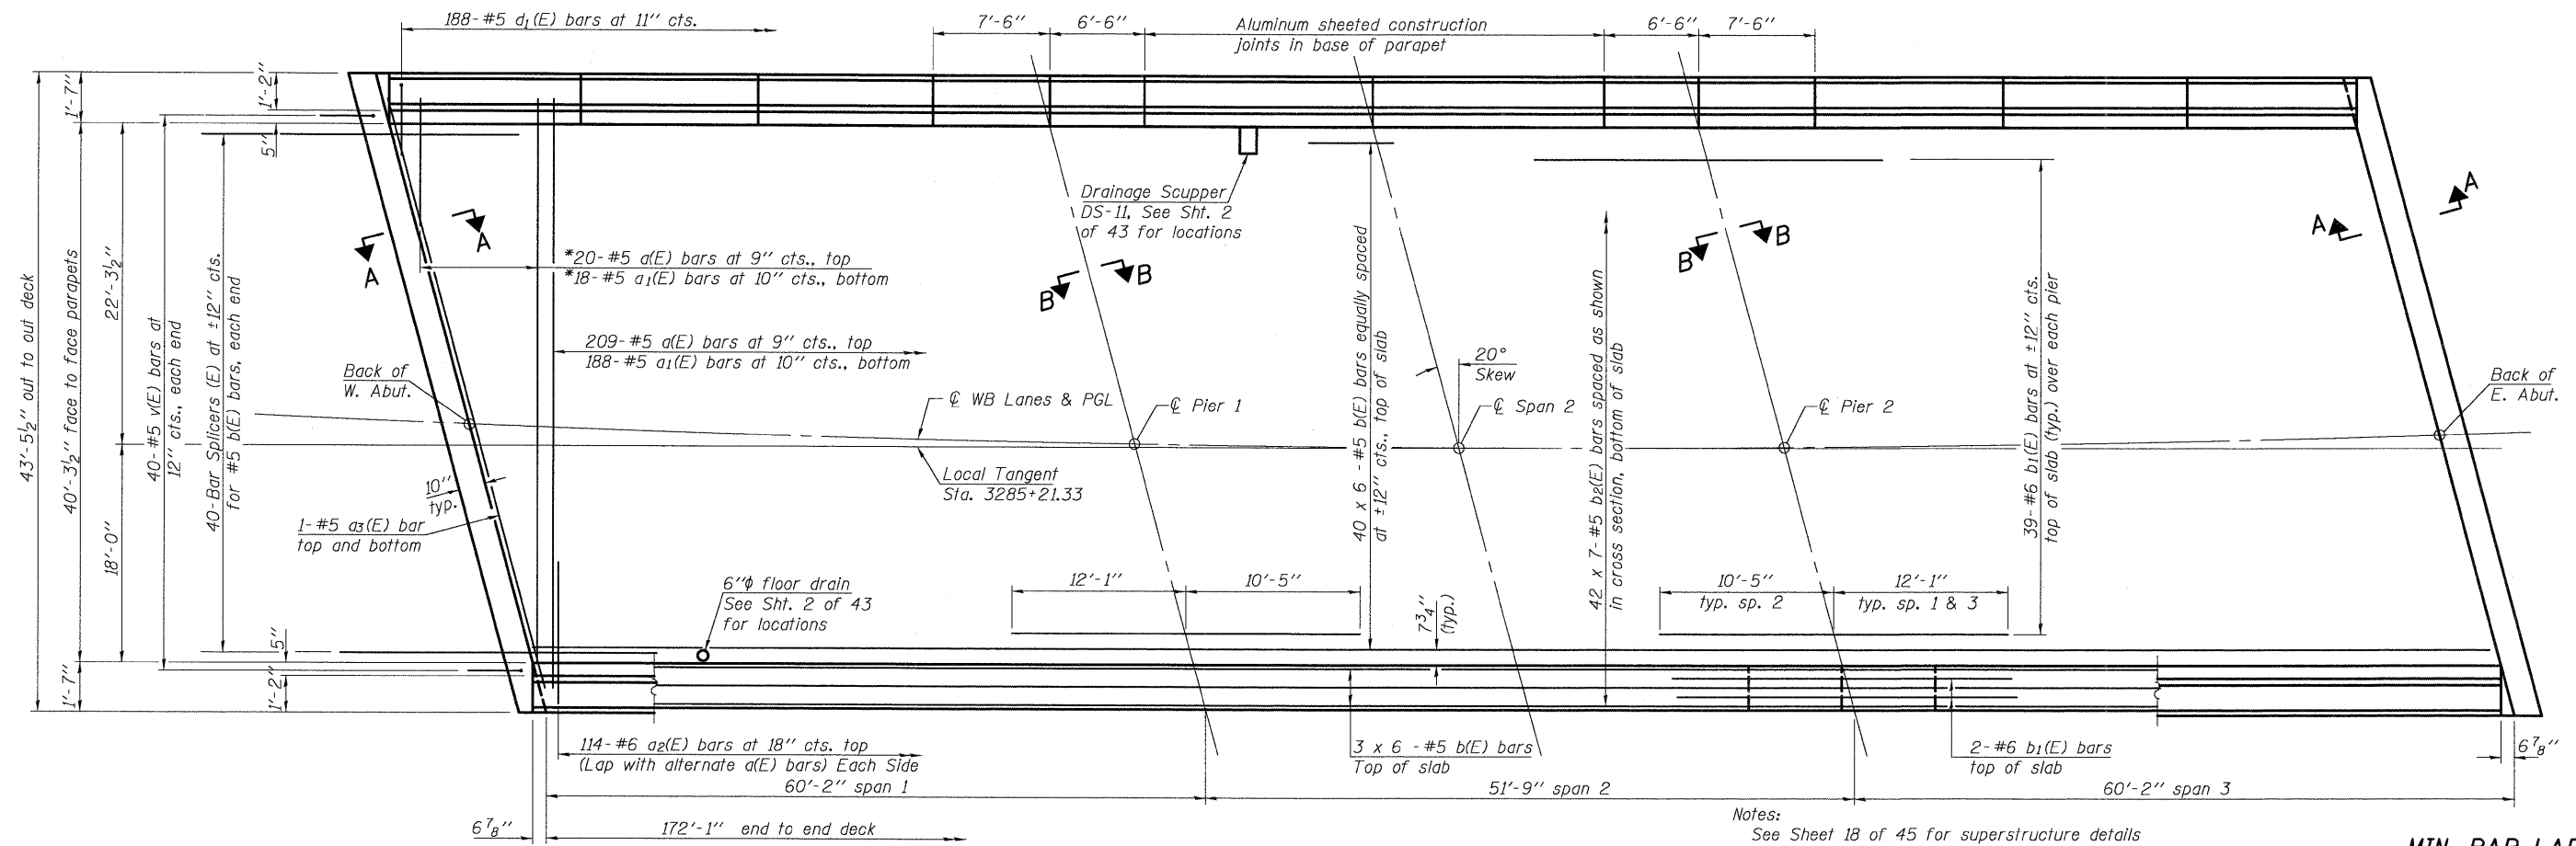 188-#5 d1(E) bars at 11" cts.
7'-6"
6'-6"
Aluminum sheeted construction
joints in base of parapet
6'-6"
7'-6"
1'-7"
1'-2"
5"
Drainage Scupper
DS-11, See Sht. 2
of 43 for locations
A
A
A
A
B
B
B
B
*20-#5 a(E) bars at 9" cts., top
*18-#5 a1(E) bars at 10" cts., bottom
209-#5 a(E) bars at 9" cts., top
188-#5 a1(E) bars at 10" cts., bottom
43'-5½" out to out deck
40'-3½" face to face parapets
22'-3½"
18'-0"
40-#5 v(E) bars at
12" cts., each end
40-Bar Splicers (E) at ±12" cts.
for #5 b(E) bars, each end
40 x 6 -#5 b(E) bars equally spaced
at ±12" cts., top of slab
42 x 7-#5 b2(E) bars spaced as shown
in cross section, bottom of slab
39-#6 b1(E) bars at ±12" cts.
top of slab (typ.) over each pier
20°
Skew
Back of
W. Abut.
℄ WB Lanes & PGL
℄ Pier 1
℄ Span 2
℄ Pier 2
Back of
E. Abut.
Local Tangent
Sta. 3285+21.33
10"
typ.
1-#5 a3(E) bar
top and bottom
6"ϕ floor drain
See Sht. 2 of 43
for locations
12'-1"
10'-5"
7¾"
(typ.)
10'-5"
typ. sp. 2
12'-1"
typ. sp. 1 & 3
5"
1'-7"
1'-2"
114-#6 a2(E) bars at 18" cts. top
(Lap with alternate a(E) bars) Each Side
3 x 6 -#5 b(E) bars
Top of slab
2-#6 b1(E) bars
top of slab
6⅞"
60'-2" span 1
51'-9" span 2
60'-2" span 3
6⅞"
172'-1" end to end deck
Notes:
See Sheet 18 of 45 for superstructure details
MIN. BAR LAP